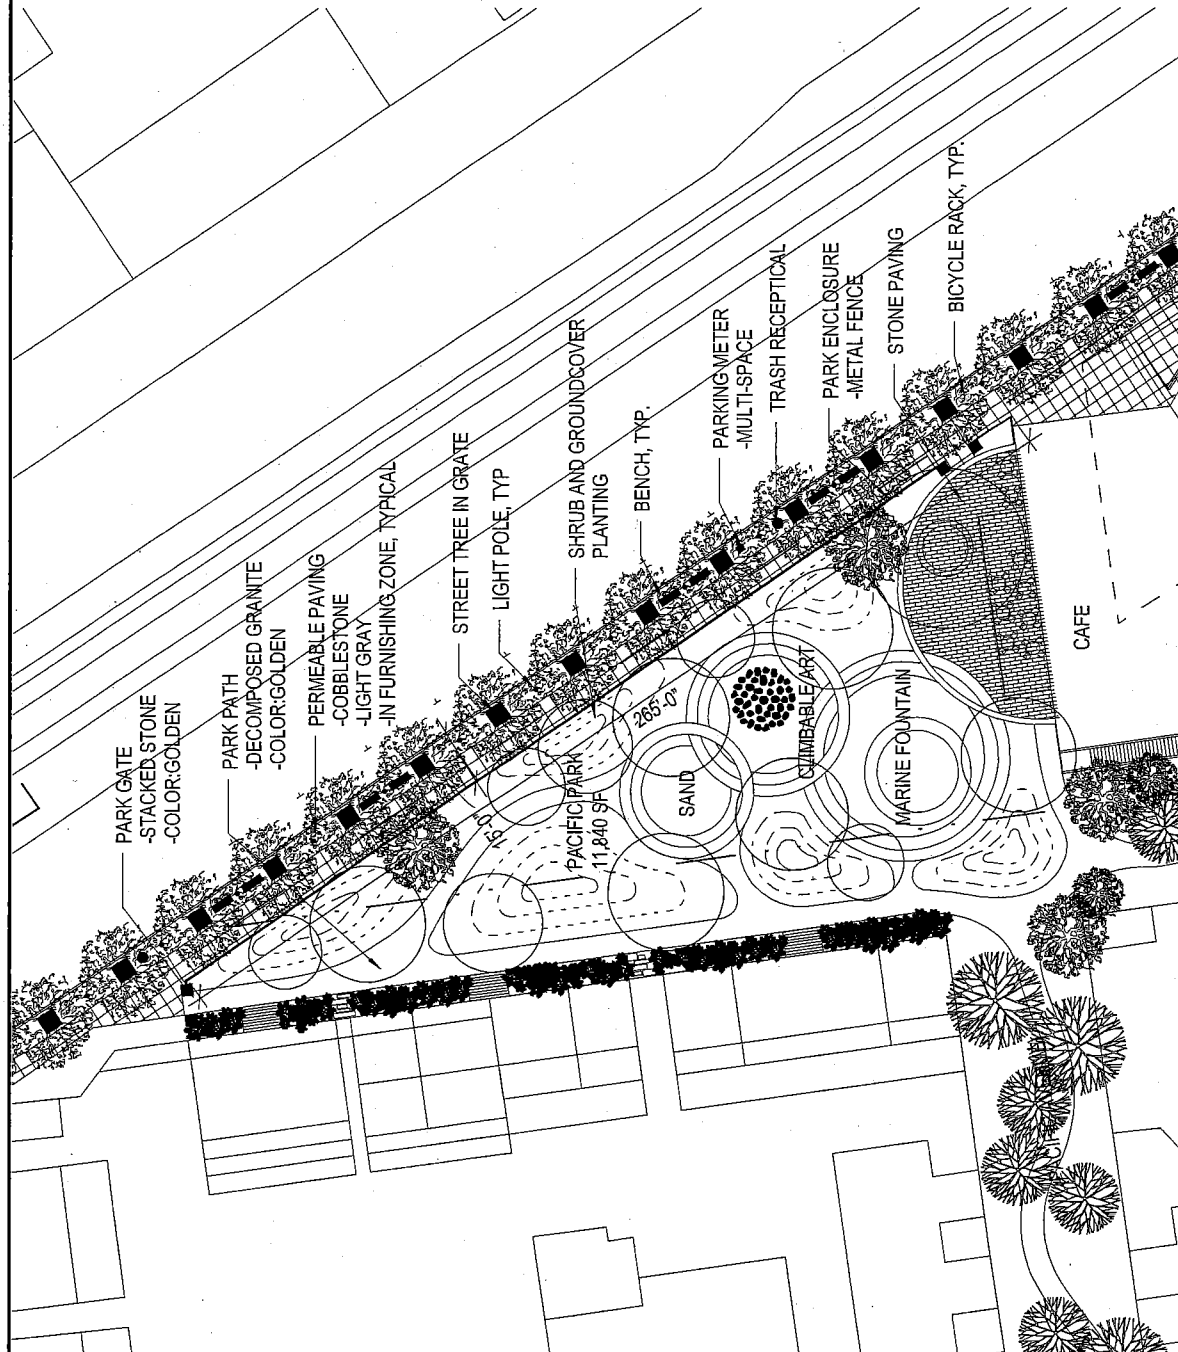 PARK GATE
-STACKED STONE
-COLOR:GOLDEN
PARK PATH
-DECOMPOSED GRANITE
-COLOR:GOLDEN
PERMEABLE PAVING
-COBBLESTONE
-LIGHT GRAY
-IN FURNISHING ZONE, TYPICAL
STREET TREE IN GRATE
LIGHT POLE, TYP
SHRUB AND GROUNDCOVER
PLANTING
BENCH, TYP.
PARKING METER
-MULTI-SPACE
TRASH RECEPTICAL
PARK ENCLOSURE
-METAL FENCE
STONE PAVING
BICYCLE RACK, TYP.
265'-0"
15'-0"
PACIFIC PARK
11,840 SF
SAND
CLIMBABLE ART
MARINE FOUNTAIN
CAFE